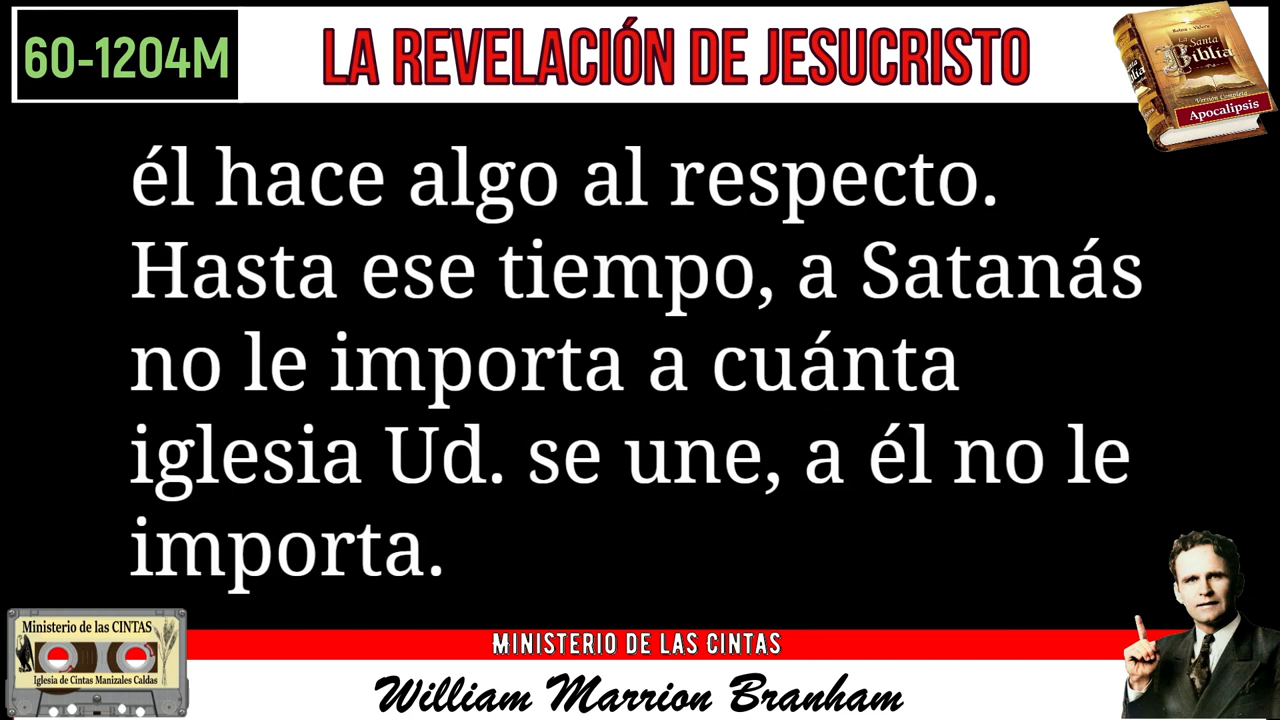 60-1204M
LA REVELACIÓN DE JESUCRISTO
La Santa
Biblia
Versión Completa
Apocalipsis
él hace algo al respecto.
Hasta ese tiempo, a Satanás
no le importa a cuánta
iglesia Ud. se une, a él no le
importa.
Ministerio de las CINTAS
Iglesia de Cintas Manizales Caldas
MINISTERIO DE LAS CINTAS
William Marrion Branham